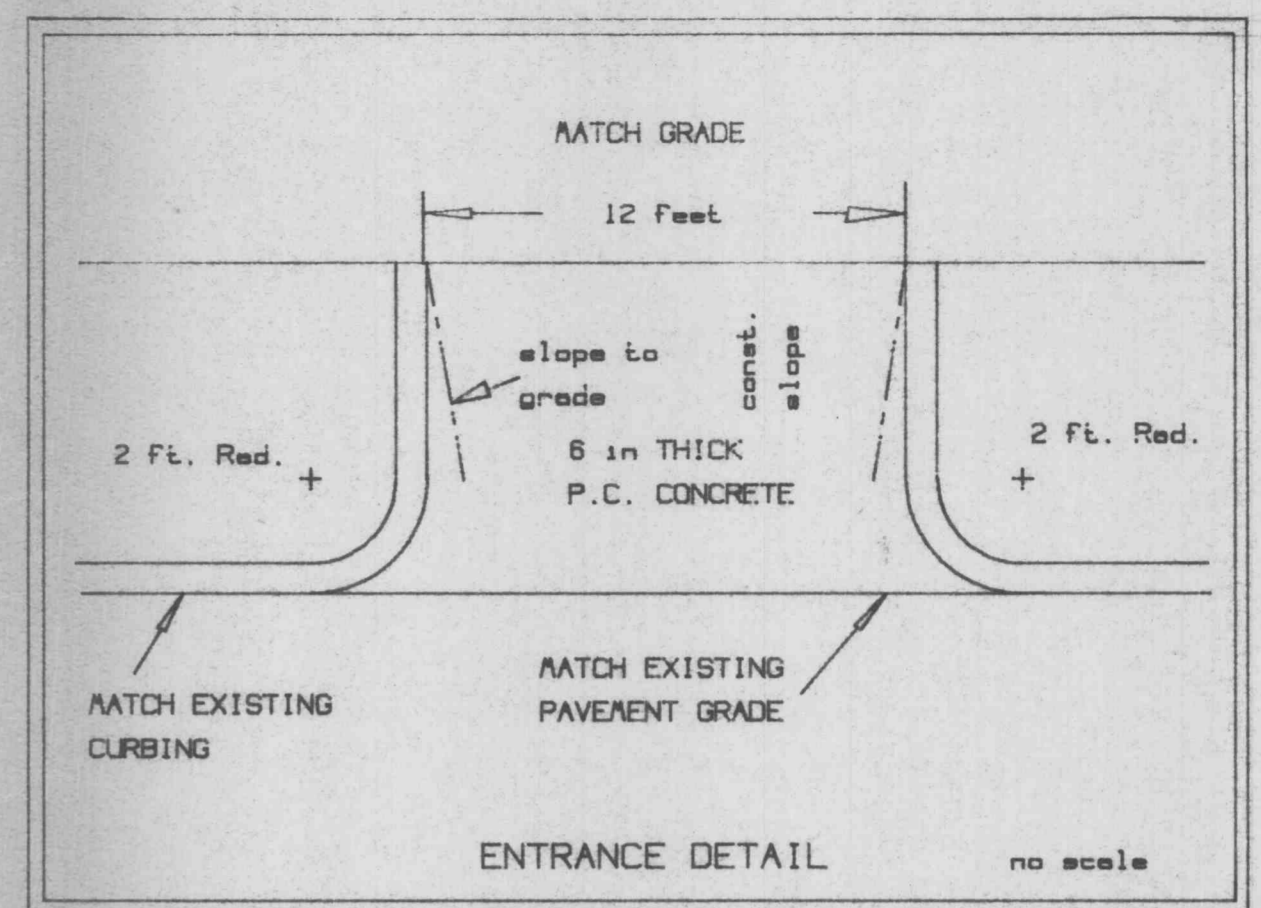 MATCH GRADE
12 feet
slope to
grade
const.
slope
6 in THICK
P.C. CONCRETE
2 ft. Rad.
2 ft. Rad.
MATCH EXISTING
CURBING
MATCH EXISTING
PAVEMENT GRADE
ENTRANCE DETAIL
no scale